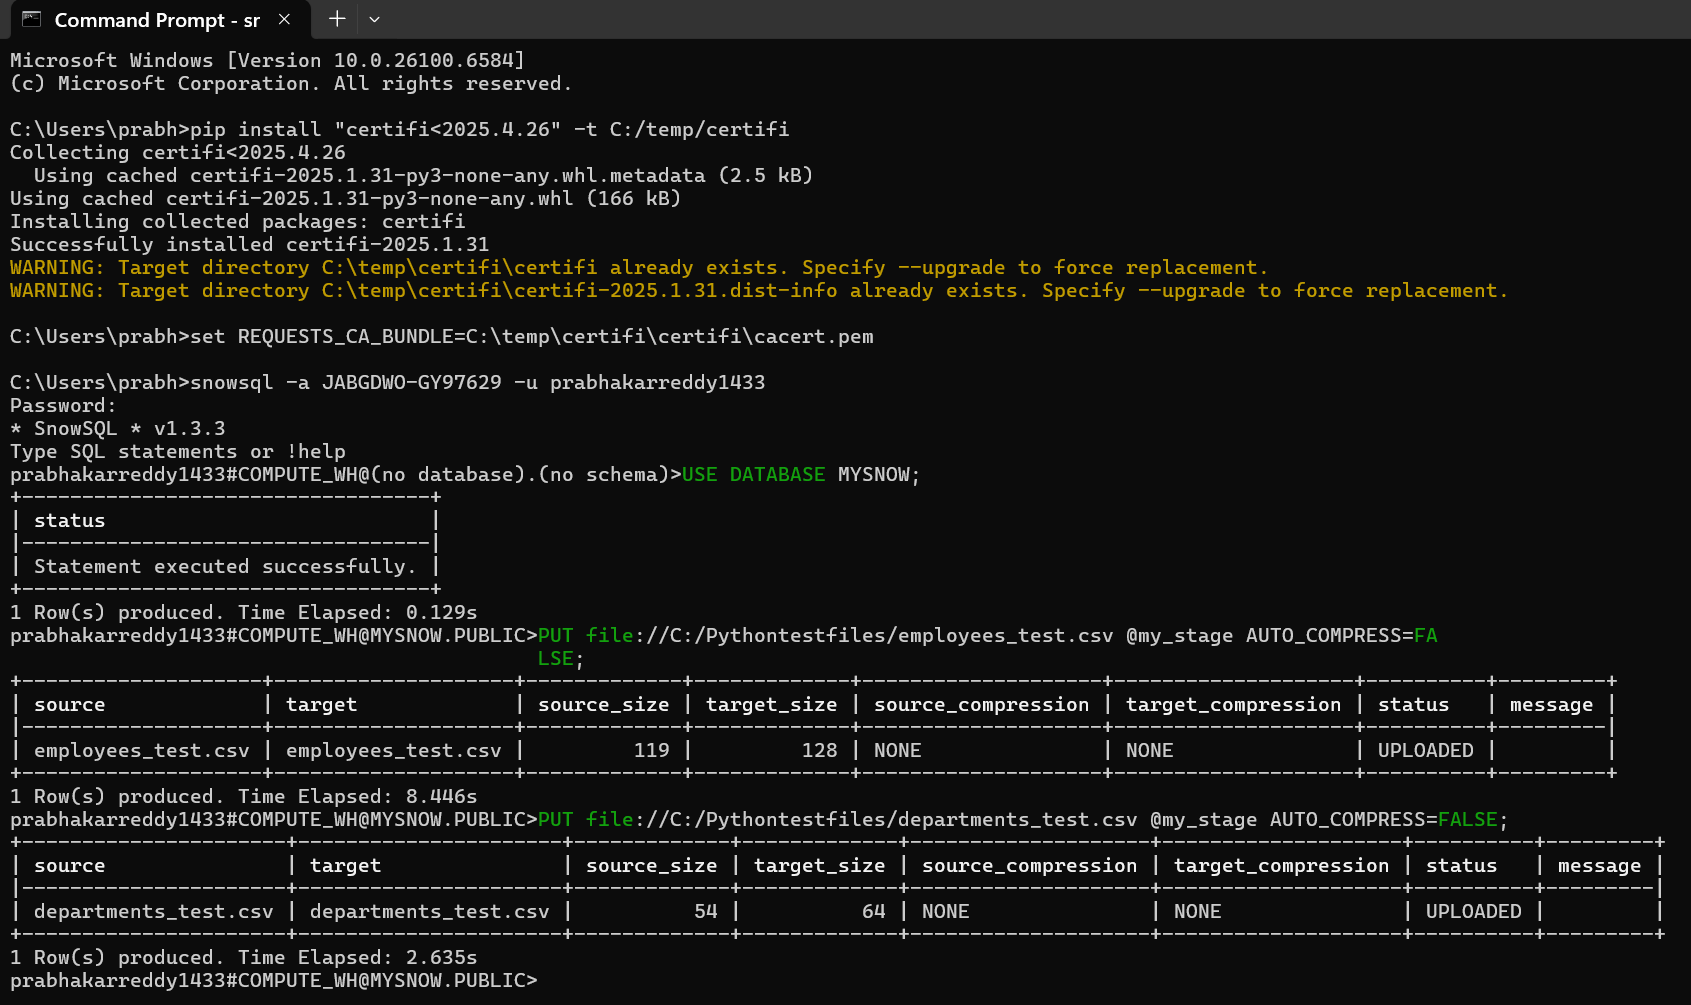 Command Prompt - sr
Microsoft Windows [Version 10.0.26100.6584]
(c) Microsoft Corporation. All rights reserved.
C:\Users\prabh>pip install "certifi<2025.4.26" -t C:/temp/certifi
Collecting certifi<2025.4.26
  Using cached certifi-2025.1.31-py3-none-any.whl.metadata (2.5 kB)
Using cached certifi-2025.1.31-py3-none-any.whl (166 kB)
Installing collected packages: certifi
Successfully installed certifi-2025.1.31
WARNING: Target directory C:\temp\certifi\certifi already exists. Specify --upgrade to force replacement.
WARNING: Target directory C:\temp\certifi\certifi-2025.1.31.dist-info already exists. Specify --upgrade to force replacement.
C:\Users\prabh>set REQUESTS_CA_BUNDLE=C:\temp\certifi\certifi\cacert.pem
C:\Users\prabh>snowsql -a JABGDWO-GY97629 -u prabhakarreddy1433
Password:
* SnowSQL * v1.3.3
Type SQL statements or !help
prabhakarreddy1433#COMPUTE_WH@(no database).(no schema)>USE DATABASE MYSNOW;
+----------------------------------+
| status                           |
|----------------------------------|
| Statement executed successfully. |
+----------------------------------+
1 Row(s) produced. Time Elapsed: 0.129s
prabhakarreddy1433#COMPUTE_WH@MYSNOW.PUBLIC>PUT file://C:/Pythontestfiles/employees_test.csv @my_stage AUTO_COMPRESS=FA
                                            LSE;
+--------------------+--------------------+-------------+-------------+--------------------+--------------------+----------+---------+
| source             | target             | source_size | target_size | source_compression | target_compression | status   | message |
|--------------------+--------------------+-------------+-------------+--------------------+--------------------+----------+---------|
| employees_test.csv | employees_test.csv |         119 |         128 | NONE               | NONE               | UPLOADED |         |
+--------------------+--------------------+-------------+-------------+--------------------+--------------------+----------+---------+
1 Row(s) produced. Time Elapsed: 8.446s
prabhakarreddy1433#COMPUTE_WH@MYSNOW.PUBLIC>PUT file://C:/Pythontestfiles/departments_test.csv @my_stage AUTO_COMPRESS=FALSE;
+----------------------+----------------------+-------------+-------------+--------------------+--------------------+----------+---------+
| source               | target               | source_size | target_size | source_compression | target_compression | status   | message |
|----------------------+----------------------+-------------+-------------+--------------------+--------------------+----------+---------|
| departments_test.csv | departments_test.csv |          54 |          64 | NONE               | NONE               | UPLOADED |         |
+----------------------+----------------------+-------------+-------------+--------------------+--------------------+----------+---------+
1 Row(s) produced. Time Elapsed: 2.635s
prabhakarreddy1433#COMPUTE_WH@MYSNOW.PUBLIC>